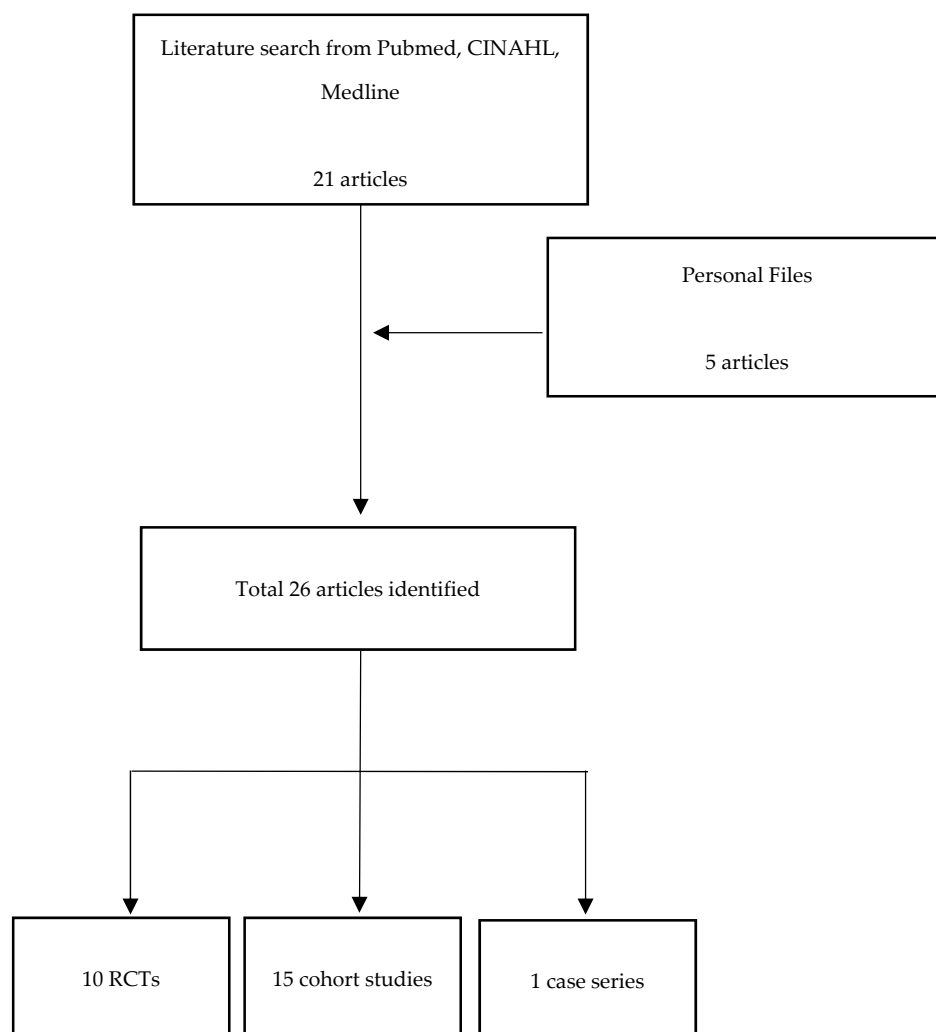 Literature search from Pubmed, CINAHL,
Medline
21 articles
Personal Files
5 articles
Total 26 articles identified
10 RCTs
15 cohort studies
1 case series